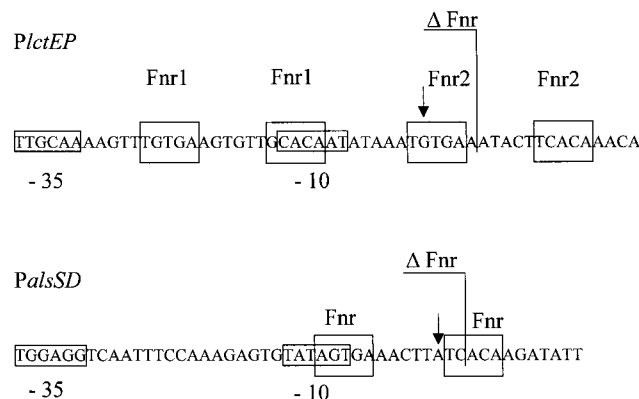 Δ Fnr
PlctEP
Fnr1 Fnr1 Fnr2 Fnr2
TTGCAAAAGTTTGTGAAGTGTTGCACAATATAAATGTGAAATACTTCACAAACA
- 35 - 10
Δ Fnr
PalsSD
Fnr Fnr
TGGAGGTCAATTTCCAAAGAGTGTATAGTGAAACTTATCACAAGATATT
- 35 - 10